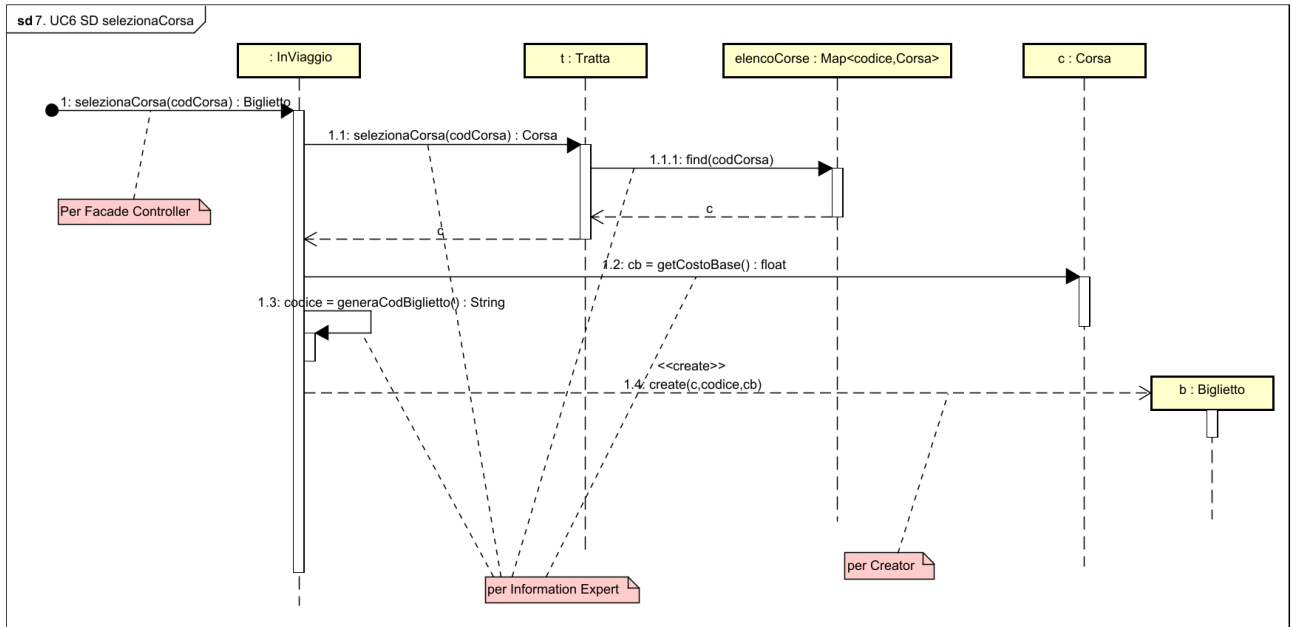 sd 7. UC6 SD selezionaCorsa
: InViaggio
t : Tratta
elencoCorse : Map<codice,Corsa>
c : Corsa
1: selezionaCorsa(codCorsa) : Biglietto
1.1: selezionaCorsa(codCorsa) : Corsa
1.1.1: find(codCorsa)
Per Facade Controller
c
c
1.2: cb = getCostoBase() : float
1.3: codice = generaCodBiglietto() : String
<<create>>
1.4: create(c,codice,cb)
b : Biglietto
per Creator
per Information Expert